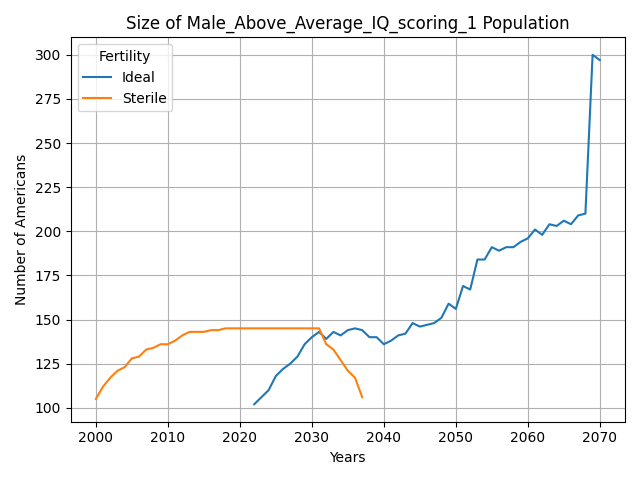 Size of Male_Above_Average_IQ_scoring_1 Population
Fertility
Ideal
Sterile
Number of Americans
300
275
250
225
200
175
150
125
100
2000 2010 2020 2030 2040 2050 2060 2070
Years